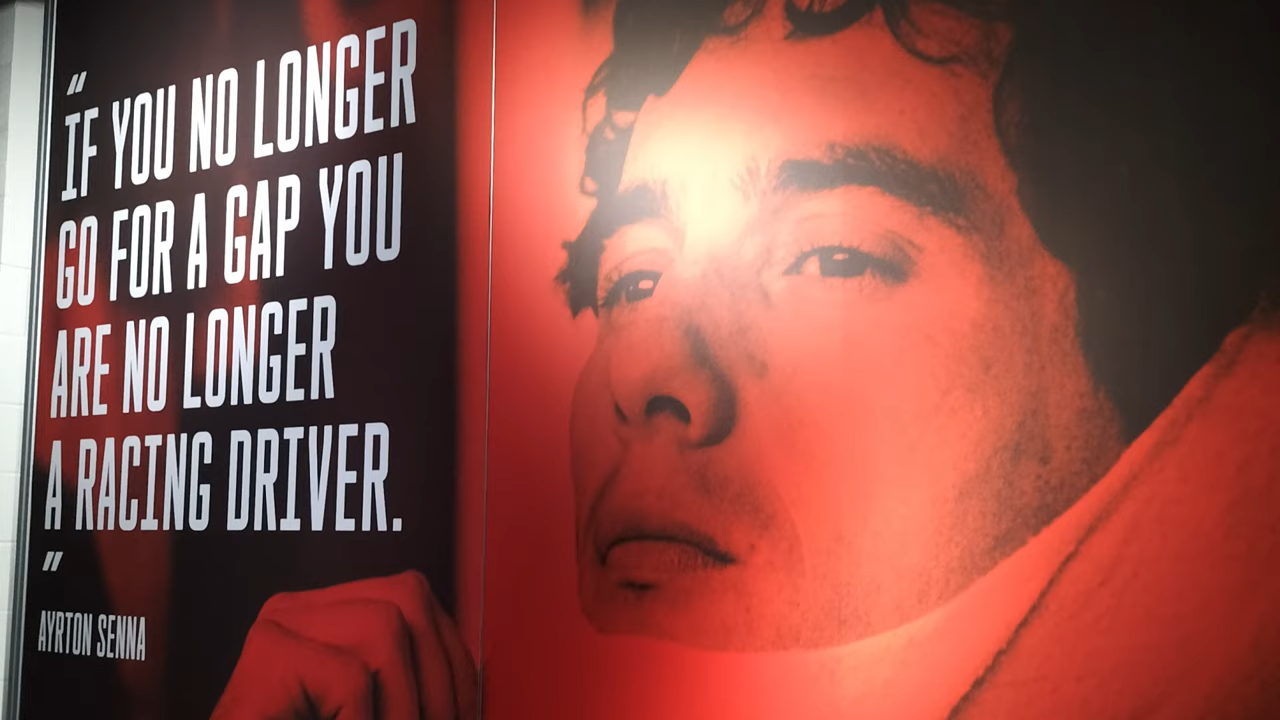 “
IF YOU NO LONGER
GO FOR A GAP YOU
ARE NO LONGER
A RACING DRIVER.
”
AYRTON SENNA